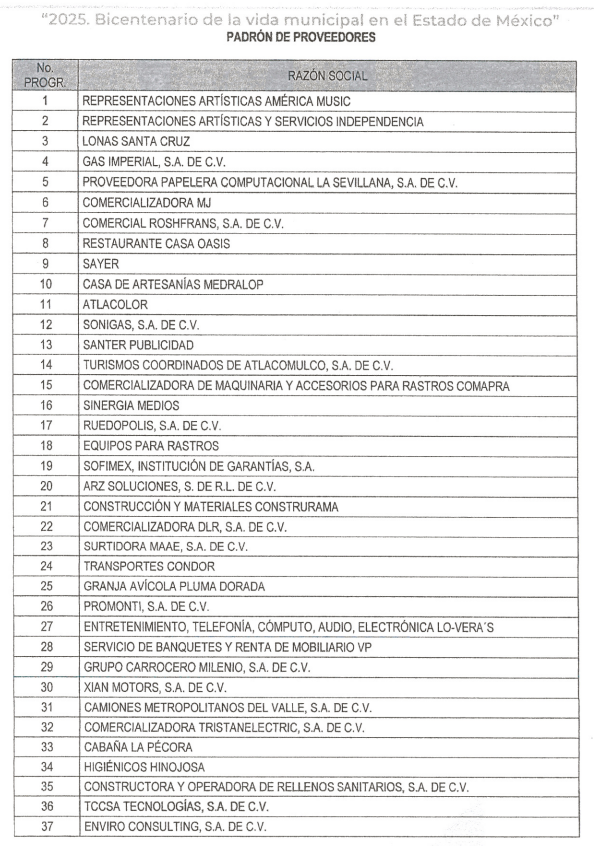 “2025. Bicentenario de la vida municipal en el Estado de México”
PADRÓN DE PROVEEDORES
No. PROGR. RAZÓN SOCIAL
1 REPRESENTACIONES ARTÍSTICAS AMÉRICA MUSIC
2 REPRESENTACIONES ARTÍSTICAS Y SERVICIOS INDEPENDENCIA
3 LONAS SANTA CRUZ
4 GAS IMPERIAL, S.A. DE C.V.
5 PROVEEDORA PAPELERA COMPUTACIONAL LA SEVILLANA, S.A. DE C.V.
6 COMERCIALIZADORA MJ
7 COMERCIAL ROSHFRANS, S.A. DE C.V.
8 RESTAURANTE CASA OASIS
9 SAYER
10 CASA DE ARTESANÍAS MEDRALOP
11 ATLACOLOR
12 SONIGAS, S.A. DE C.V.
13 SANTER PUBLICIDAD
14 TURISMOS COORDINADOS DE ATLACOMULCO, S.A. DE C.V.
15 COMERCIALIZADORA DE MAQUINARIA Y ACCESORIOS PARA RASTROS COMAPRA
16 SINERGIA MEDIOS
17 RUEDOPOLIS, S.A. DE C.V.
18 EQUIPOS PARA RASTROS
19 SOFIMEX, INSTITUCIÓN DE GARANTÍAS, S.A.
20 ARZ SOLUCIONES, S. DE R.L. DE C.V.
21 CONSTRUCCIÓN Y MATERIALES CONSTRURAMA
22 COMERCIALIZADORA DLR, S.A. DE C.V.
23 SURTIDORA MAAE, S.A. DE C.V.
24 TRANSPORTES CONDOR
25 GRANJA AVÍCOLA PLUMA DORADA
26 PROMONTI, S.A. DE C.V.
27 ENTRETENIMIENTO, TELEFONÍA, CÓMPUTO, AUDIO, ELECTRÓNICA LO-VERA´S
28 SERVICIO DE BANQUETES Y RENTA DE MOBILIARIO VP
29 GRUPO CARROCERO MILENIO, S.A. DE C.V.
30 XIAN MOTORS, S.A. DE C.V.
31 CAMIONES METROPOLITANOS DEL VALLE, S.A. DE C.V.
32 COMERCIALIZADORA TRISTANELECTRIC, S.A. DE C.V.
33 CABAÑA LA PÉCORA
34 HIGIÉNICOS HINOJOSA
35 CONSTRUCTORA Y OPERADORA DE RELLENOS SANITARIOS, S.A. DE C.V.
36 TCCSA TECNOLOGÍAS, S.A. DE C.V.
37 ENVIRO CONSULTING, S.A. DE C.V.